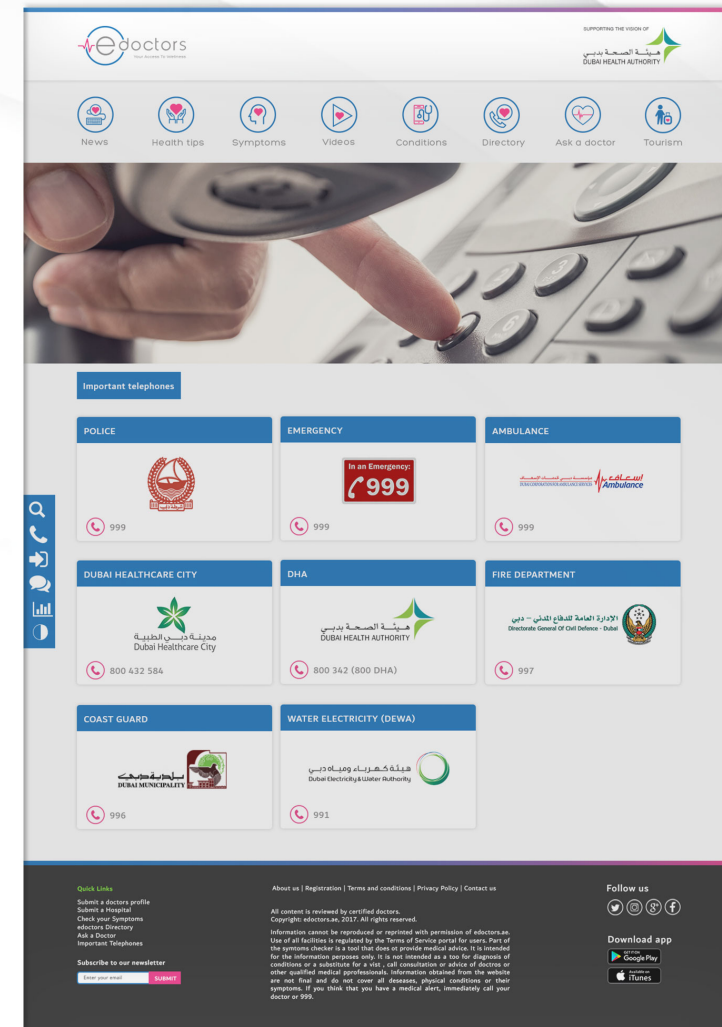 edoctors
Your Access To Wellness
SUPPORTING THE VISION OF
هيئـــة الصحـــة بدبـــي
DUBAI HEALTH AUTHORITY
News
Health tips
Symptoms
Videos
Conditions
Directory
Ask a doctor
Tourism
Important telephones
POLICE
EMERGENCY
AMBULANCE
In an Emergency:
999
إسعاف
Ambulance
999
999
999
DUBAI HEALTHCARE CITY
DHA
FIRE DEPARTMENT
مدينـة دبـــي الطبيـة
Dubai Healthcare City
هيئـــة الصحـــة بدبـــي
DUBAI HEALTH AUTHORITY
الإدارة العامة للدفاع المدني – دبي
Directorate General Of Civil Defence - Dubai
800 432 584
800 342 (800 DHA)
997
COAST GUARD
WATER ELECTRICITY (DEWA)
بلدية دبي
DUBAI MUNICIPALITY
هيئة كهرباء ومياه دبي
Dubai Electricity & Water Authority
996
991
Quick Links
Submit a doctors profile
Submit a Hospital
Check your Symptoms
edoctors Directory
Ask a Doctor
Important Telephones
Subscribe to our newsletter
Enter your email
SUBMIT
About us | Registration | Terms and conditions | Privacy Policy | Contact us
All content is reviewed by certified doctors.
Copyright: edoctors.ae, 2017. All rights reserved.
Information cannot be reproduced or reprinted with permission of edoctors.ae.
Use of all facilities is regulated by the Terms of Service portal for users. Part of
the symptoms checker is a tool that does ot provide medical advice. It is intended
for the information perposes only. It is not intended as a too for diagnosis of
conditions or a substitute for a vist , call consultation or advice of doctros or
other qualified medical pprofessionals. Information obtained from the website
are not final and do not cover all deseases, physical conditions or their
symptoms. If you think that you have a medical alert, immediately call your
doctor or 999.
Follow us
Download app
GET IT ON
Google Play
Available on
iTunes